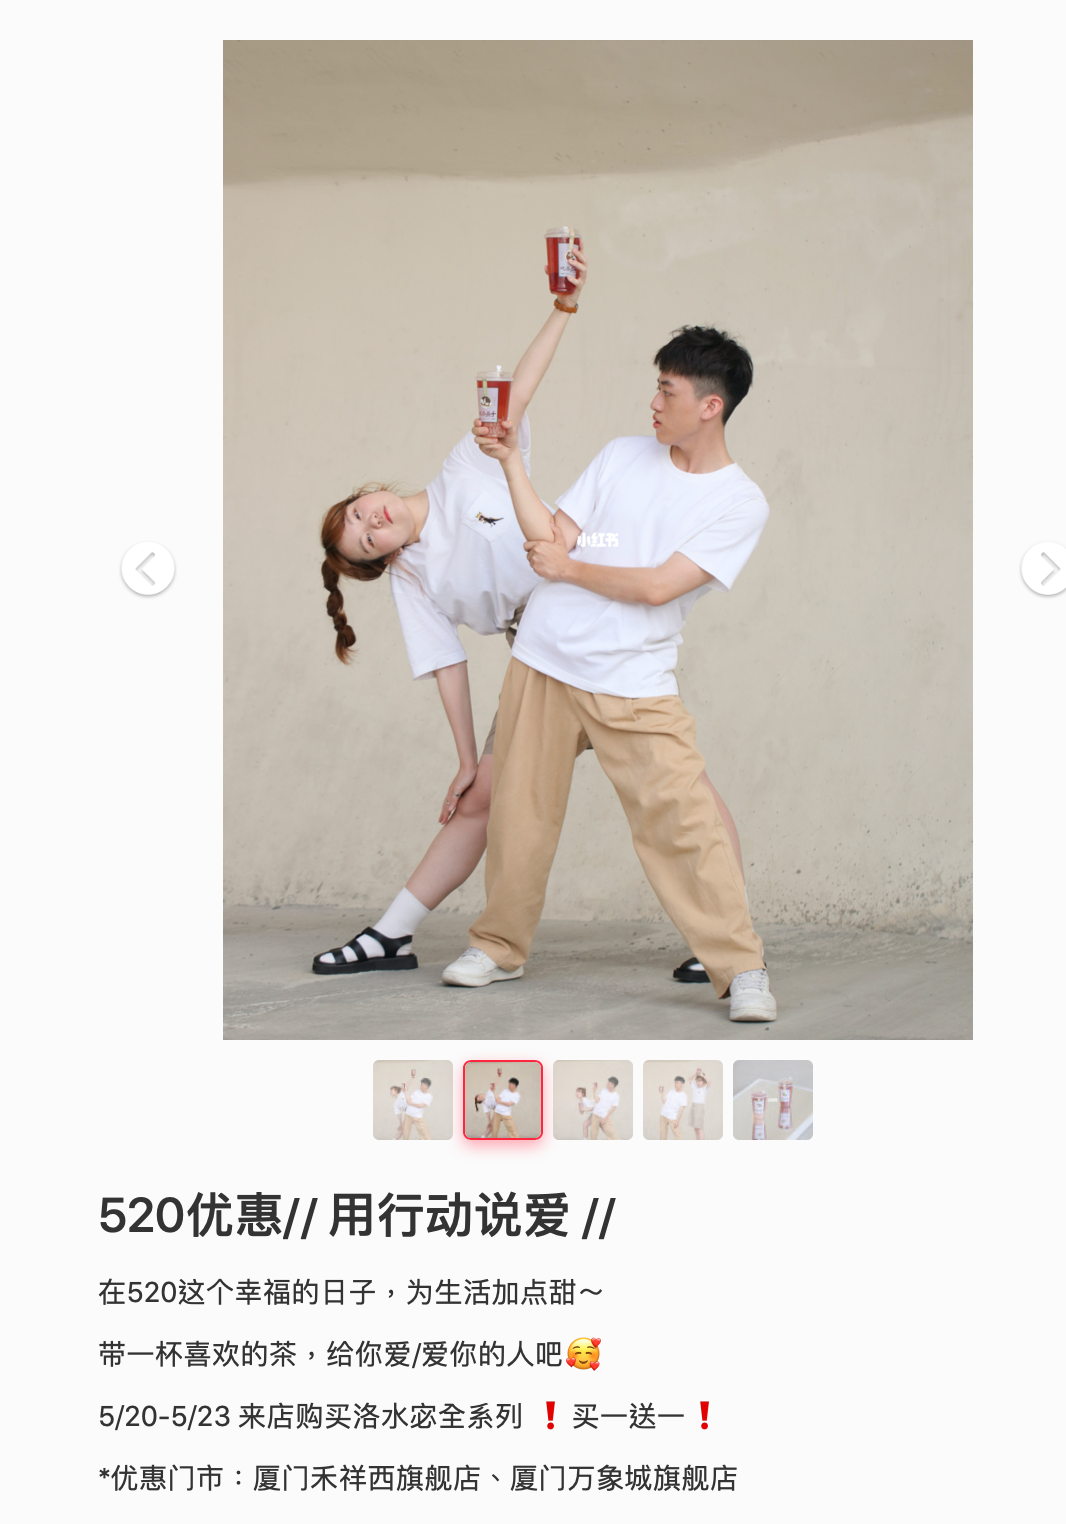 小红书
520优惠// 用行动说爱 //
在520这个幸福的日子，为生活加点甜～
带一杯喜欢的茶，给你爱/爱你的人吧🥰
5/20-5/23 来店购买洛水宓全系列 ❗ 买一送一❗
*优惠门市：厦门禾祥西旗舰店、厦门万象城旗舰店